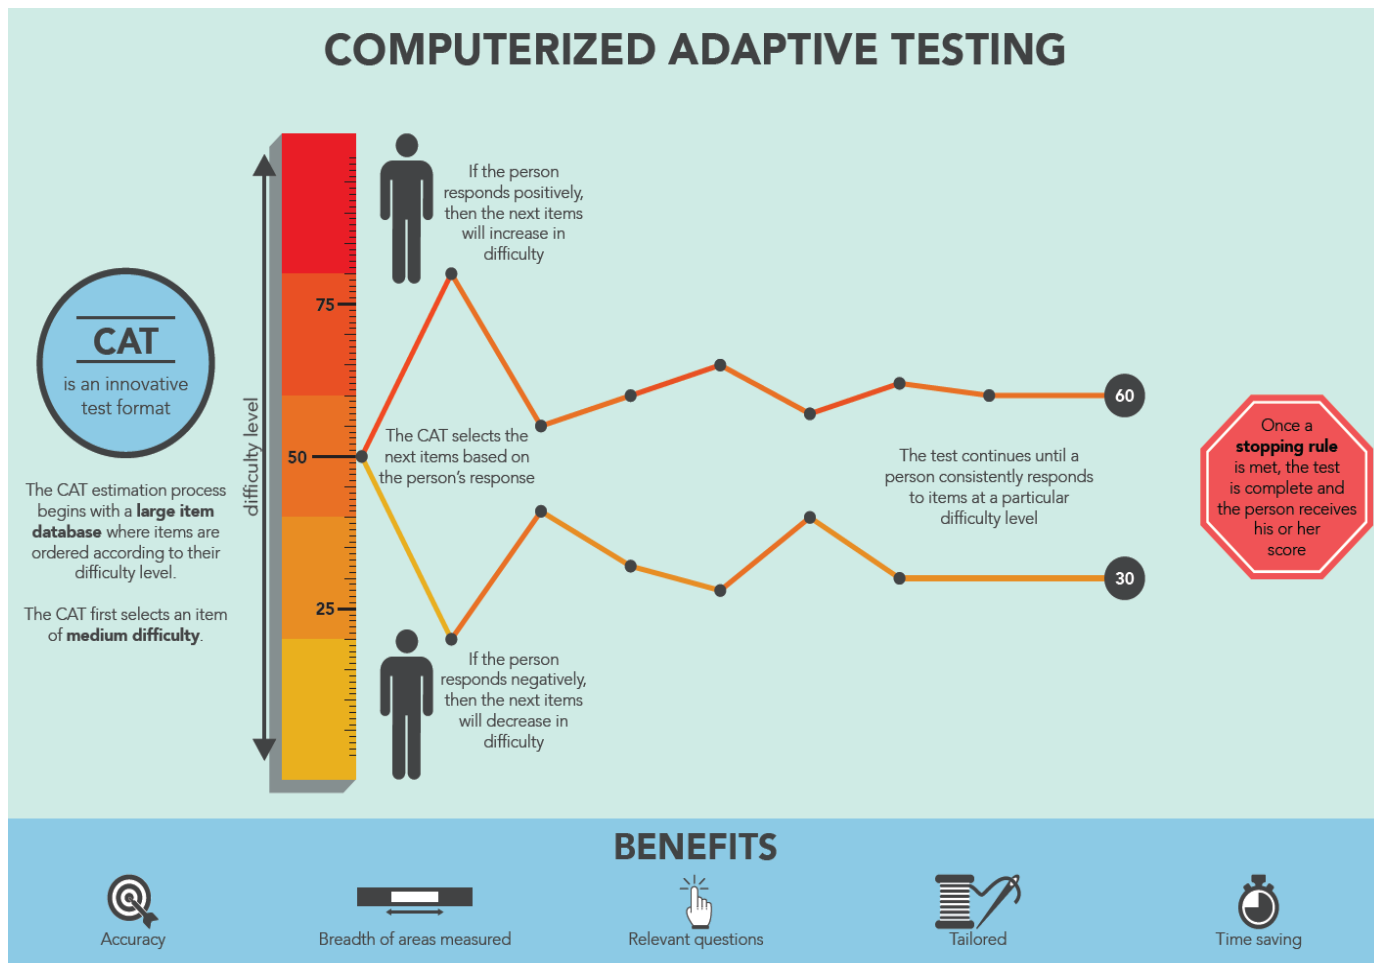 COMPUTERIZED ADAPTIVE TESTING
If the person
responds positively,
then the next items
will increase in
difficulty
75
CAT
is an innovative
test format
difficulty level
50
The CAT selects the
next items based on
the person's response
60
The test continues until a
person consistently responds
to items at a particular
difficulty level
Once a
stopping rule
is met, the test
is complete and
the person receives
his or her
score
The CAT estimation process
begins with a large item
database where items are
ordered according to their
difficulty level.
The CAT first selects an item
of medium difficulty.
25
30
If the person
responds negatively,
then the next items
will decrease in
difficulty
BENEFITS
Accuracy
Breadth of areas measured
Relevant questions
Tailored
Time saving